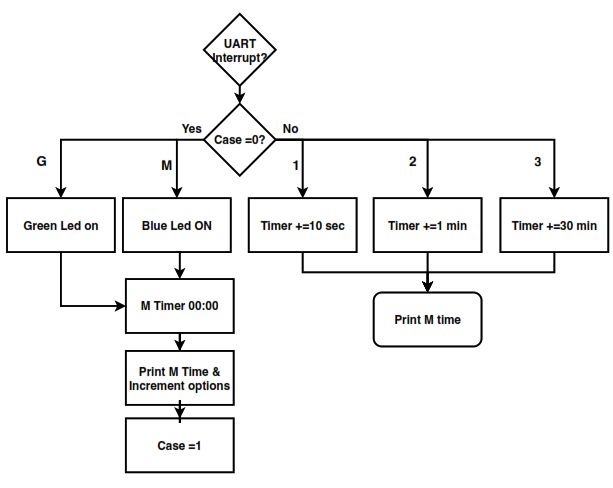 UART
Interrupt?
Yes
Case =0?
No
G
M
1
2
3
Green Led on
Blue Led ON
Timer +=10 sec
Timer +=1 min
Timer +=30 min
M Timer 00:00
Print M time
Print M Time &
Increment options
Case =1